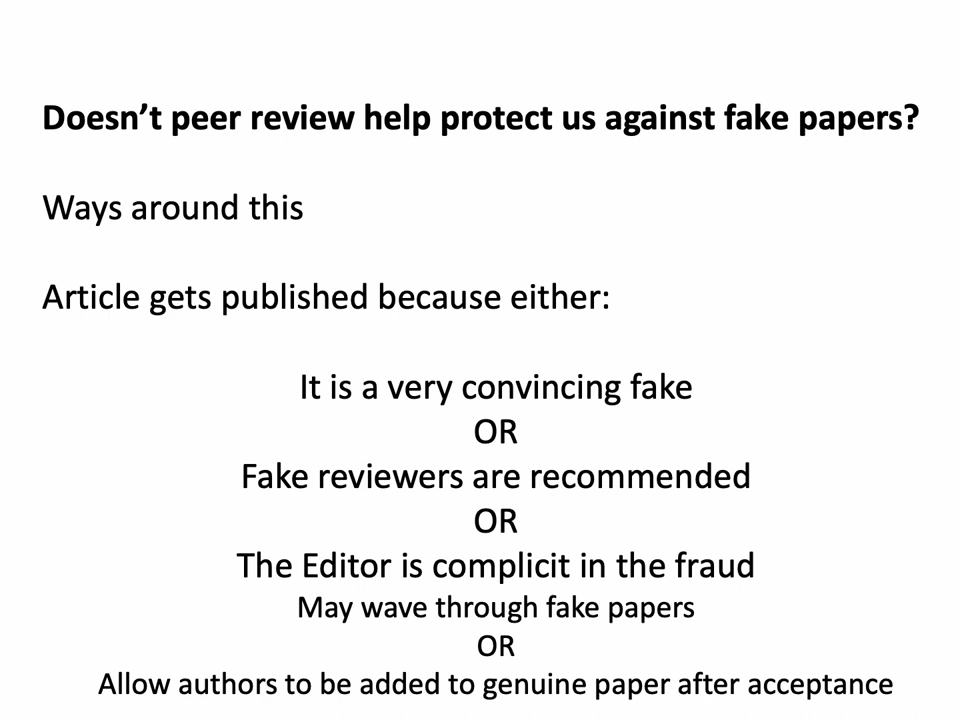 Doesn’t peer review help protect us against fake papers?
Ways around this
Article gets published because either:
It is a very convincing fake
OR
Fake reviewers are recommended
OR
The Editor is complicit in the fraud
May wave through fake papers
OR
Allow authors to be added to genuine paper after acceptance